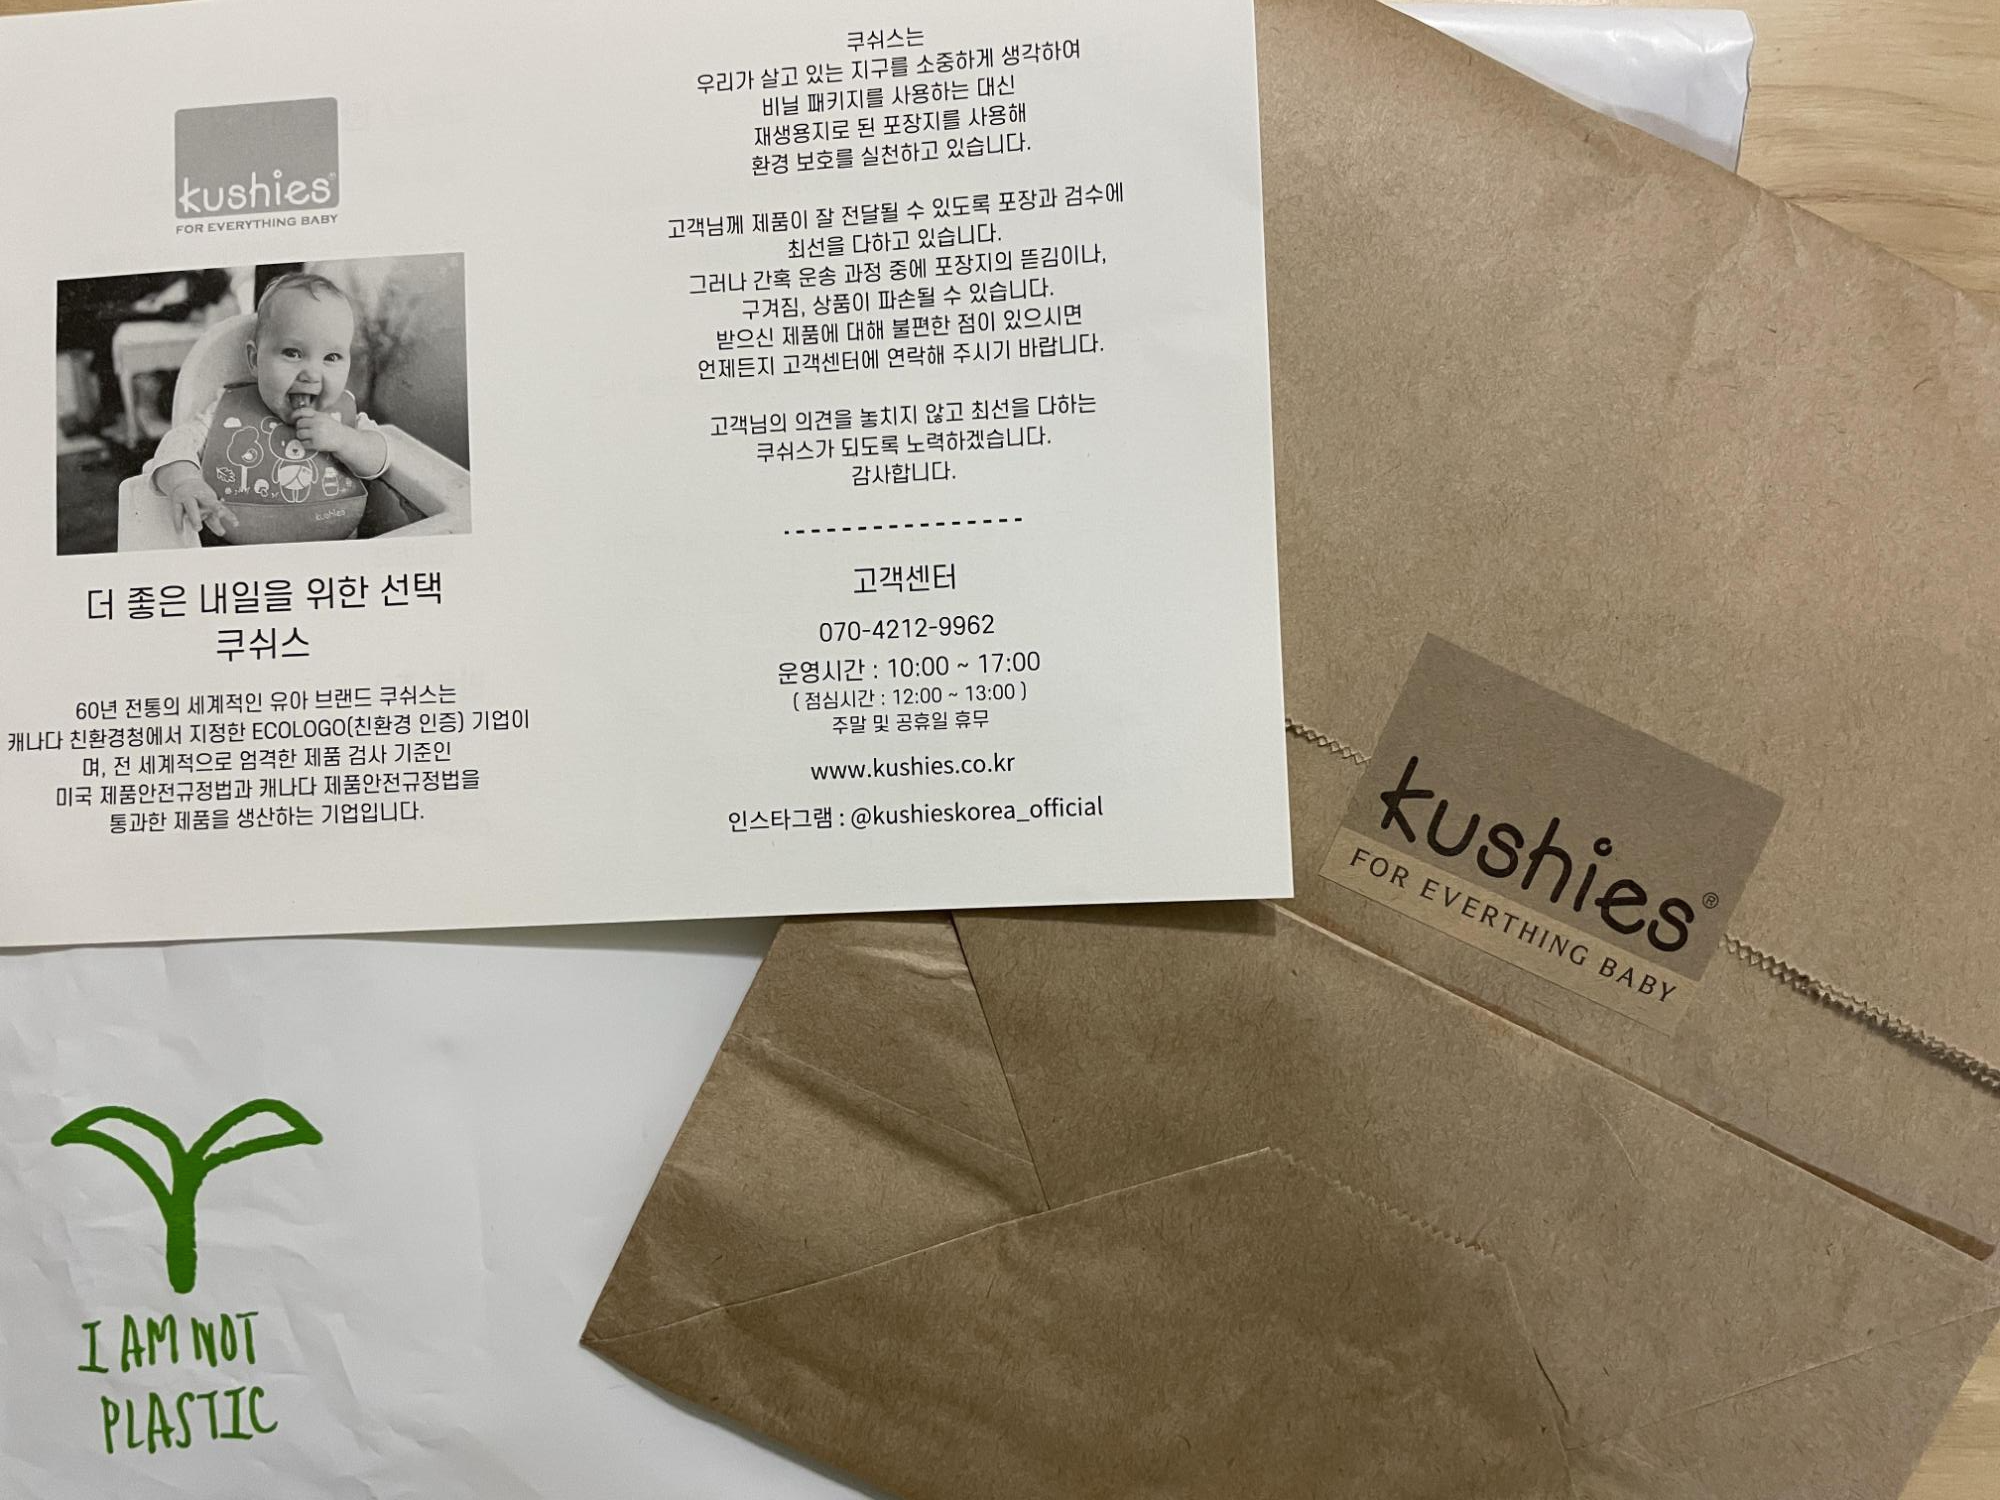 kushies®
FOR EVERYTHING BABY
kushies
더 좋은 내일을 위한 선택
쿠쉬스
60년 전통의 세계적인 유아 브랜드 쿠쉬스는
캐나다 친환경청에서 지정한 ECOLOGO(친환경 인증) 기업이
며, 전 세계적으로 엄격한 제품 검사 기준인
미국 제품안전규정법과 캐나다 제품안전규정법을
통과한 제품을 생산하는 기업입니다.
쿠쉬스는
우리가 살고 있는 지구를 소중하게 생각하여
비닐 패키지를 사용하는 대신
재생용지로 된 포장지를 사용해
환경 보호를 실천하고 있습니다.
고객님께 제품이 잘 전달될 수 있도록 포장과 검수에
최선을 다하고 있습니다.
그러나 간혹 운송 과정 중에 포장지의 뜯김이나,
구겨짐, 상품이 파손될 수 있습니다.
받으신 제품에 대해 불편한 점이 있으시면
언제든지 고객센터에 연락해 주시기 바랍니다.
고객님의 의견을 놓치지 않고 최선을 다하는
쿠쉬스가 되도록 노력하겠습니다.
감사합니다.
고객센터
070-4212-9962
운영시간 : 10:00 ~ 17:00
( 점심시간 : 12:00 ~ 13:00 )
주말 및 공휴일 휴무
www.kushies.co.kr
인스타그램 : @kushieskorea_official
kushies®
FOR EVERTHING BABY
I AM NOT
PLASTIC